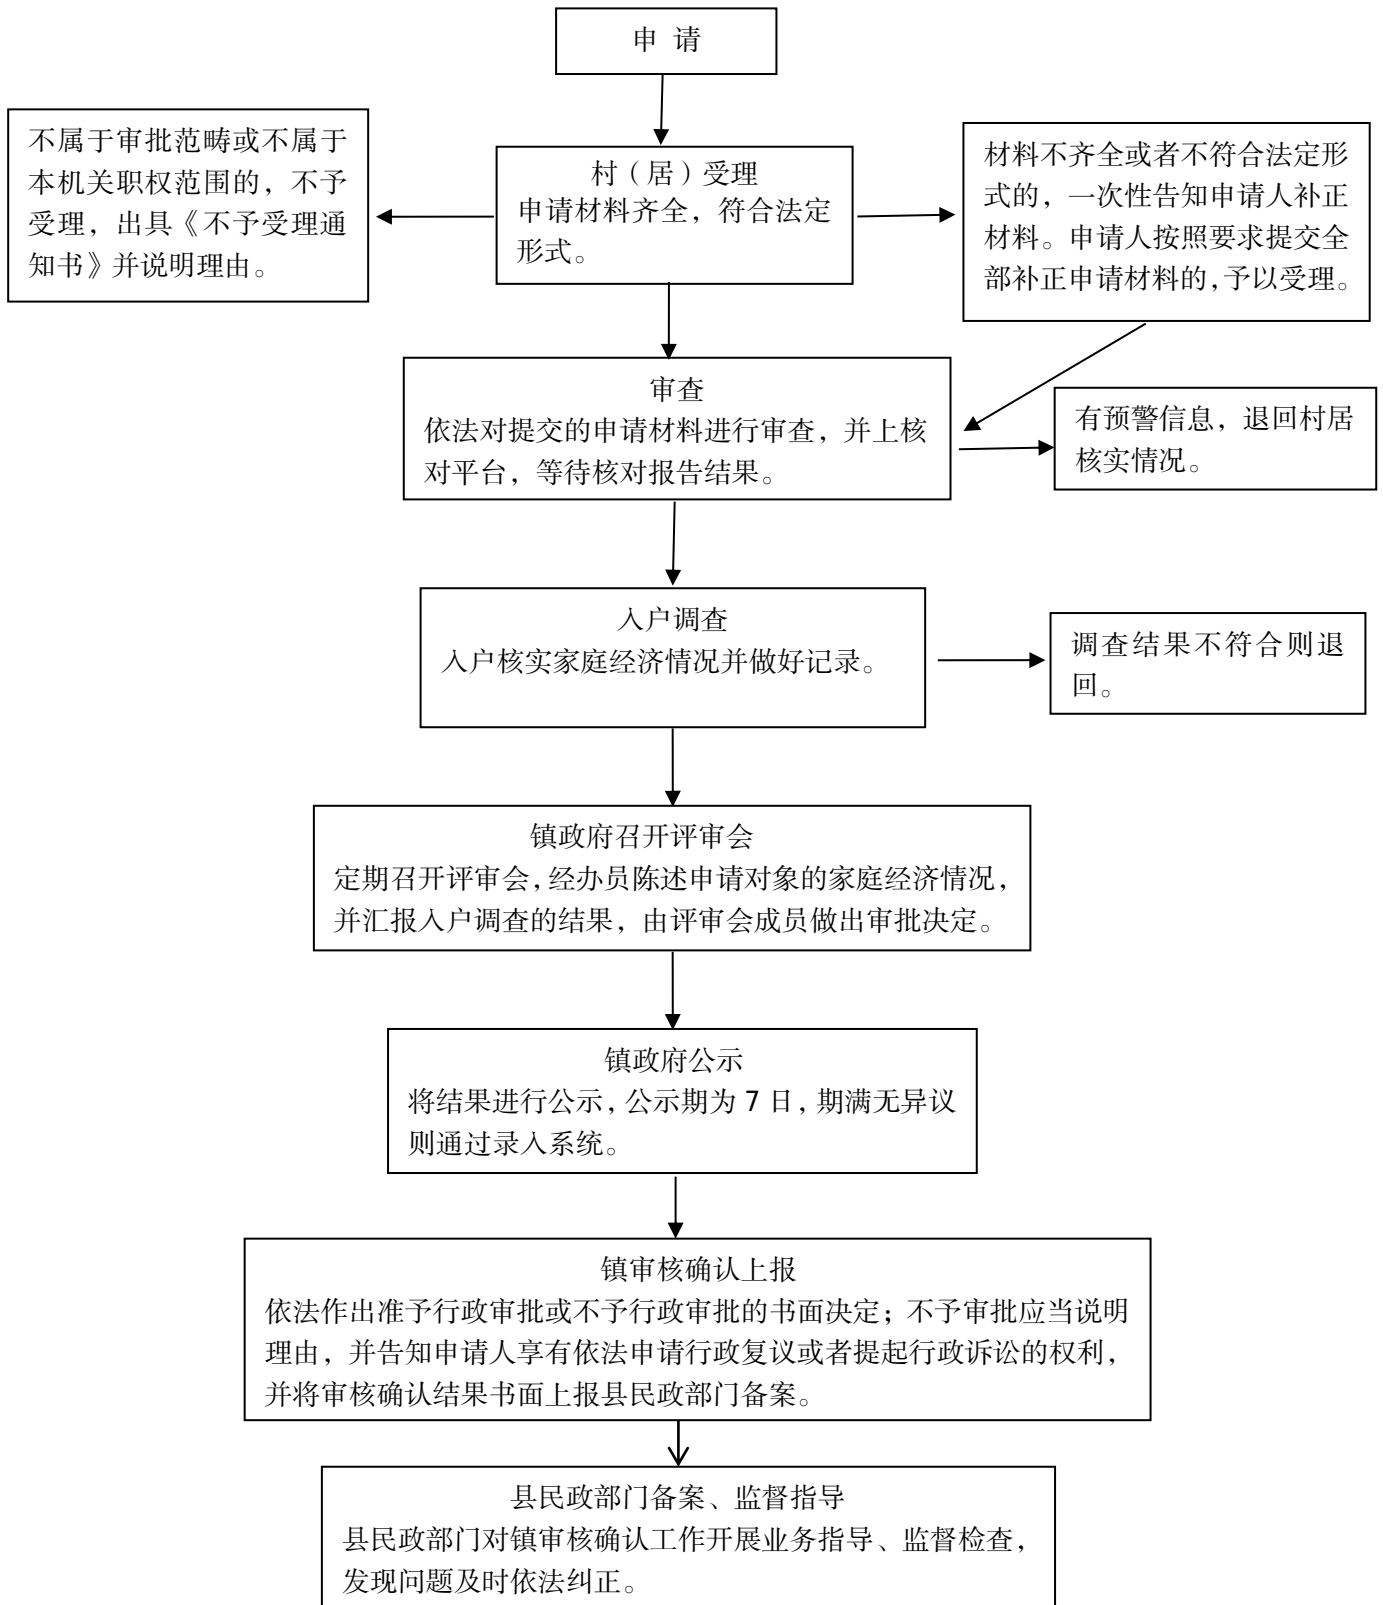 申 请
不属于审批范畴或不属于
本机关职权范围的，不予
受理，出具《不予受理通
知书》并说明理由。
村（居）受理
申请材料齐全，符合法定
形式。
材料不齐全或者不符合法定形
式的，一次性告知申请人补正
材料。申请人按照要求提交全
部补正申请材料的，予以受理。
审查
依法对提交的申请材料进行审查，并上核
对平台，等待核对报告结果。
有预警信息，退回村居
核实情况。
入户调查
入户核实家庭经济情况并做好记录。
调查结果不符合则退
回。
镇政府召开评审会
定期召开评审会，经办员陈述申请对象的家庭经济情况，
并汇报入户调查的结果，由评审会成员做出审批决定。
镇政府公示
将结果进行公示，公示期为 7 日，期满无异议
则通过录入系统。
镇审核确认上报
依法作出准予行政审批或不予行政审批的书面决定；不予审批应当说明
理由，并告知申请人享有依法申请行政复议或者提起行政诉讼的权利，
并将审核确认结果书面上报县民政部门备案。
县民政部门备案、监督指导
县民政部门对镇审核确认工作开展业务指导、监督检查，
发现问题及时依法纠正。